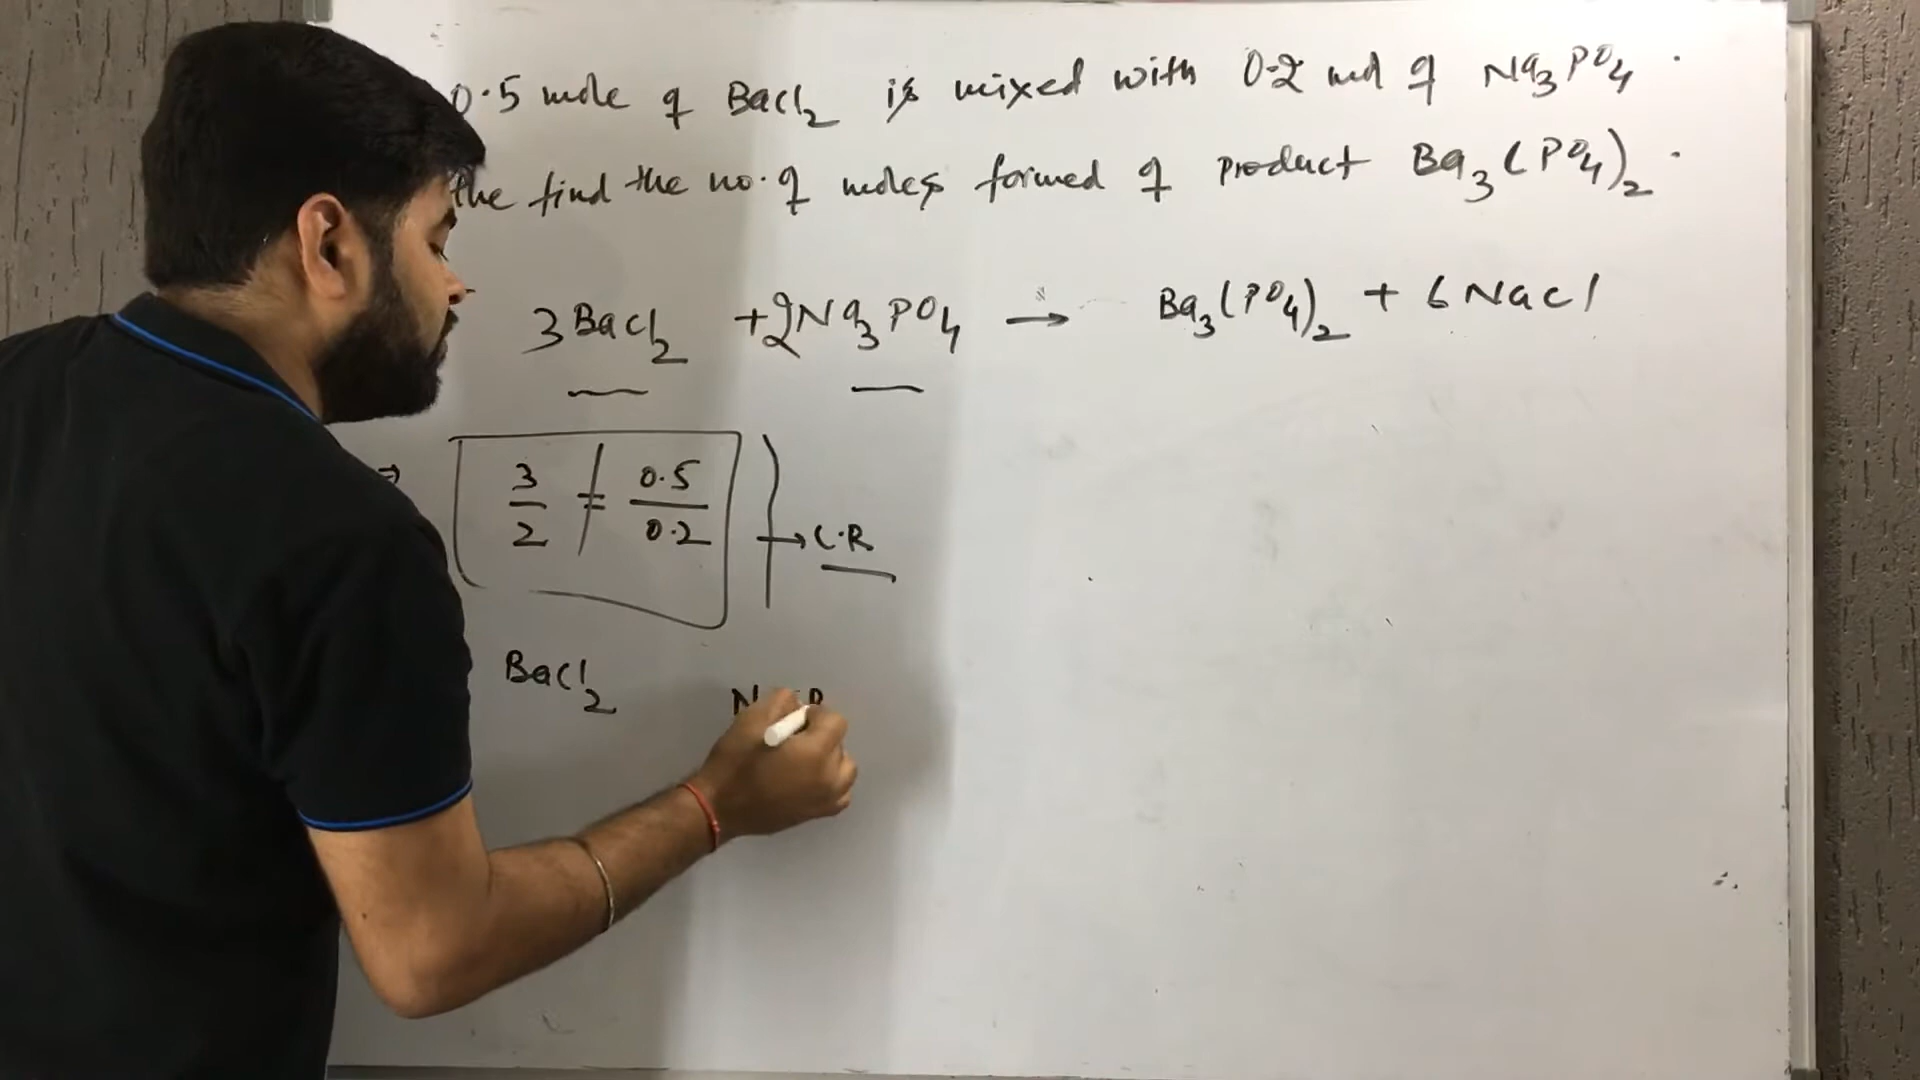 0.5 mole of BaCl2 is mixed with 0.2 mol of Na3PO4.
the find the no. of moles formed of product Ba3(PO4)2.
3BaCl2 + 2Na3PO4 → Ba3(PO4)2 + 6NaCl
⇒ 3/2 ≠ 0.5/0.2 → L.R
BaCl2